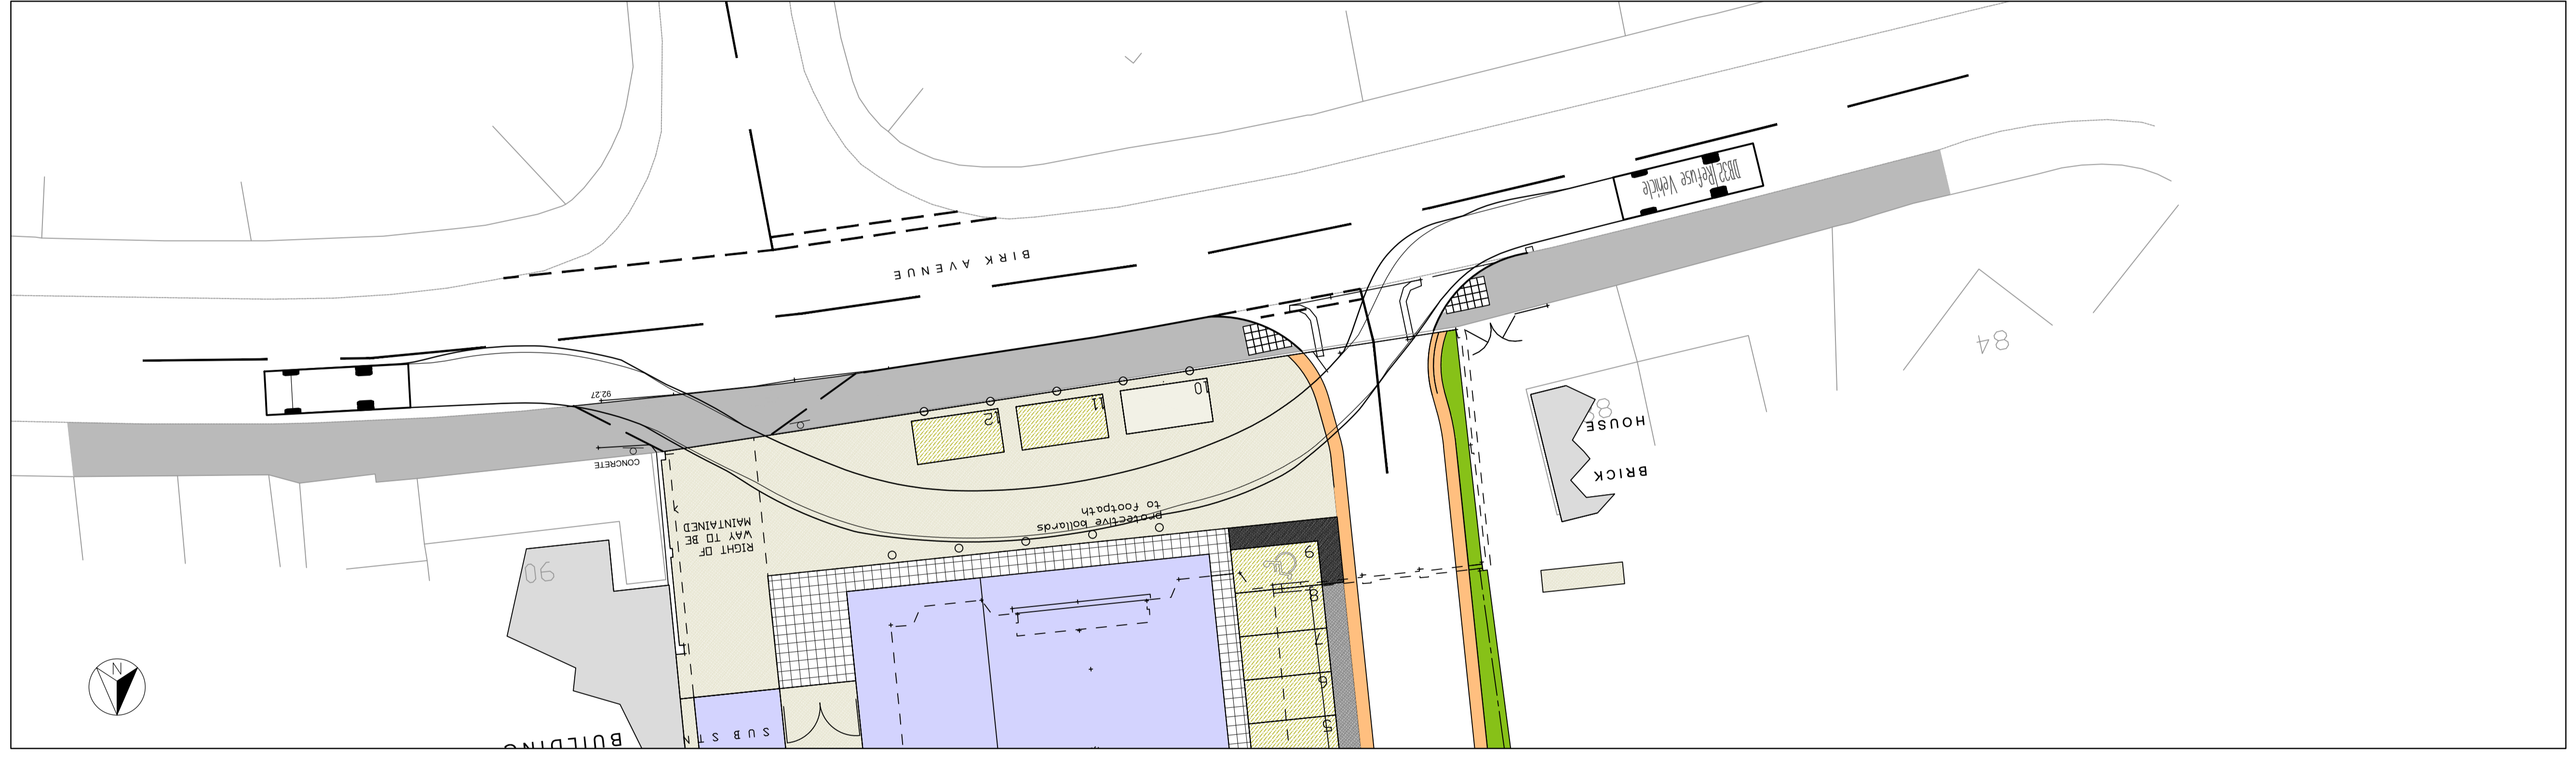 BIRK AVENUE
DB32 Refuse Vehicle
92.27
CONCRETE
12
11
10
84
88
HOUSE
BRICK
protective bollards
to footpath
RIGHT OF
WAY TO BE
MAINTAINED
90
9
8
7
6
5
N
SUB STN
BUILDING